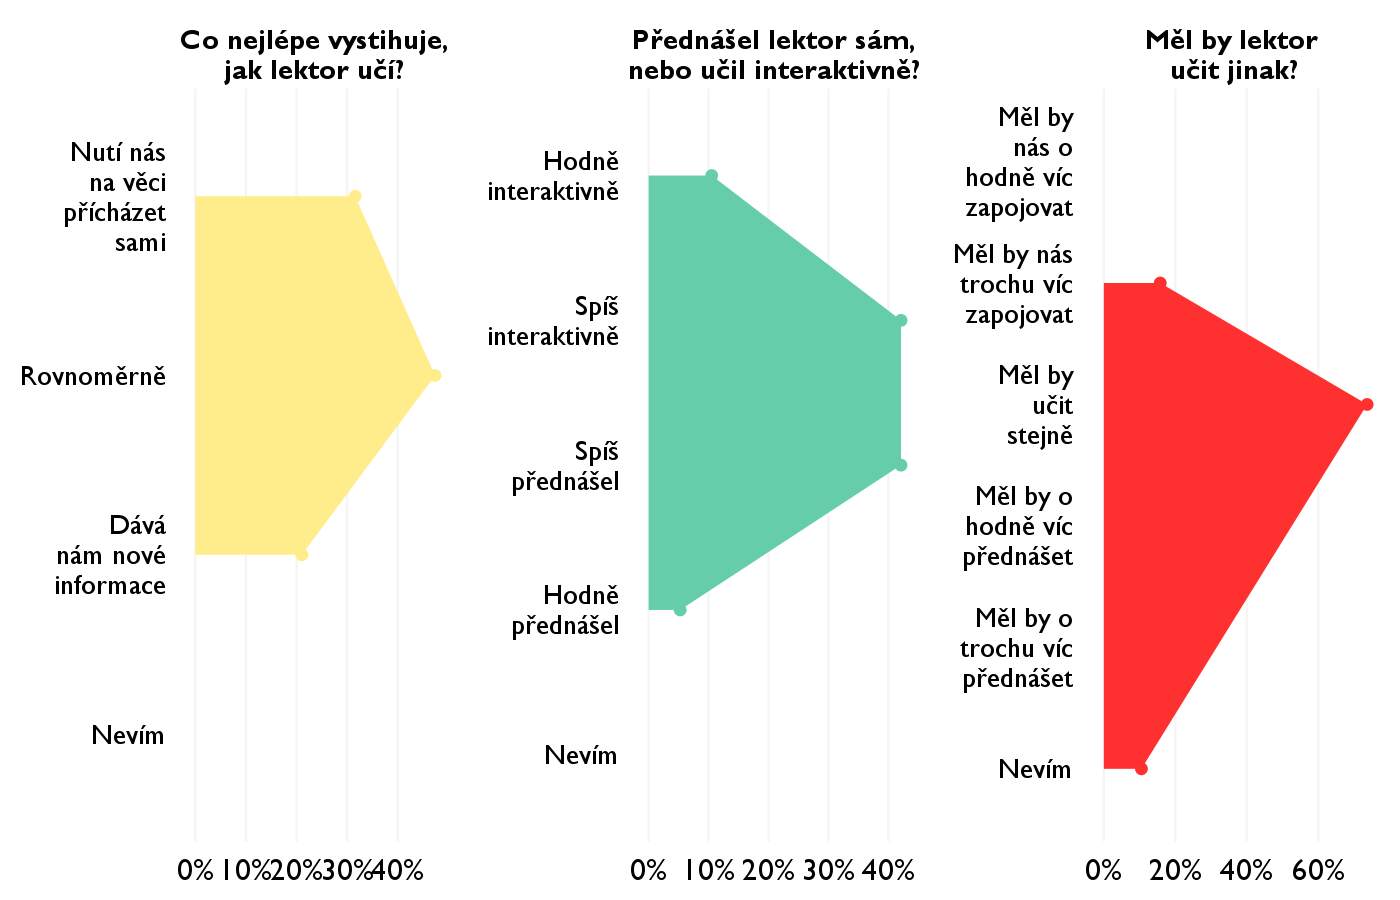 Co nejlépe vystihuje,
jak lektor učí?
Nutí nás
na věci
přícházet
sami
Rovnoměrně
Dává
nám nové
informace
Nevím
0% 10% 20% 30% 40%
Přednášel lektor sám,
nebo učil interaktivně?
Hodně
interaktivně
Spíš
interaktivně
Spíš
přednášel
Hodně
přednášel
Nevím
0% 10% 20% 30% 40%
Měl by lektor
učit jinak?
Měl by
nás o
hodně víc
zapojovat
Měl by nás
trochu víc
zapojovat
Měl by
učit
stejně
Měl by o
hodně víc
přednášet
Měl by o
trochu víc
přednášet
Nevím
0% 20% 40% 60%